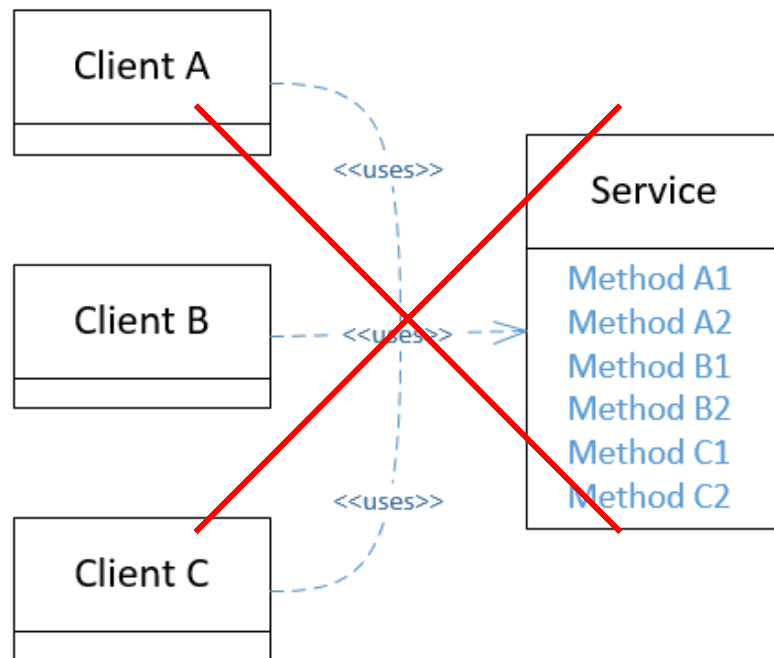 Client A
<<uses>>
Service
Method A1
Method A2
Client B
<<uses>>
Method B1
Method B2
Method C1
<<uses>>
Method C2
Client C